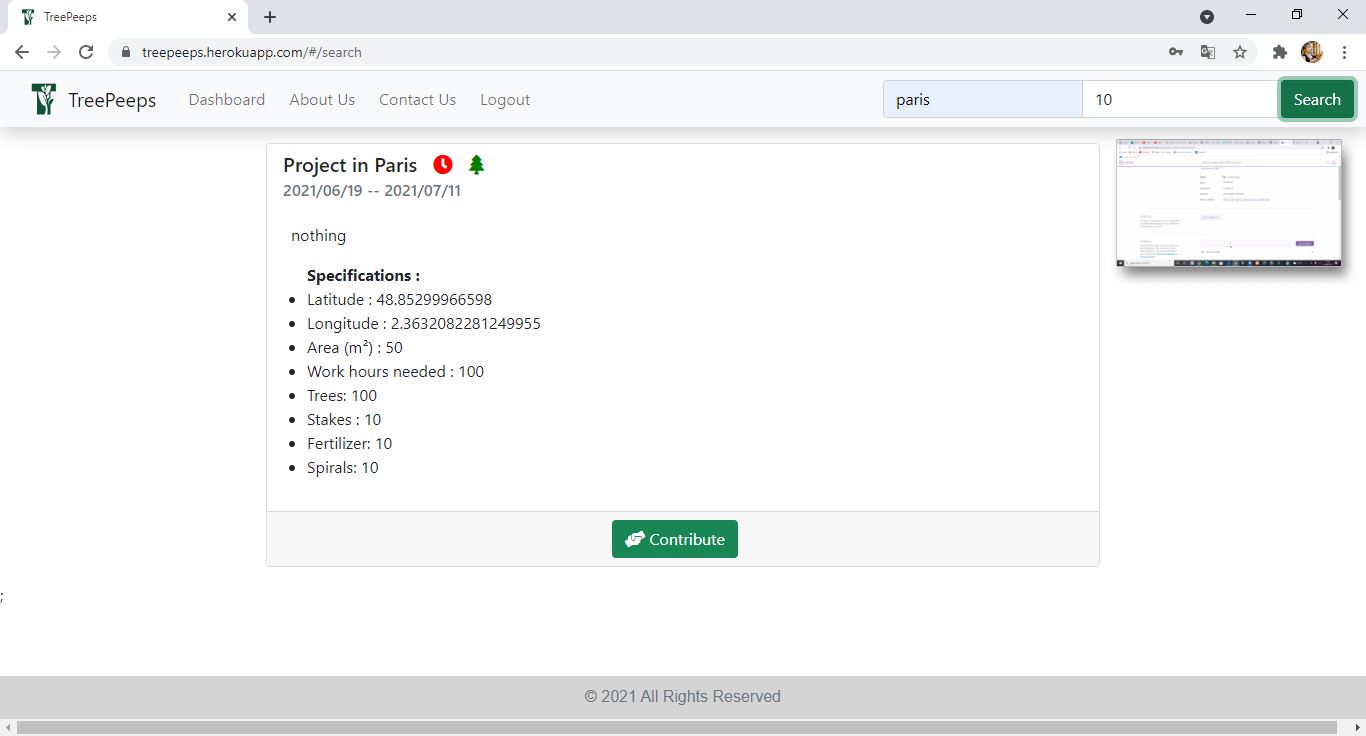 TreePeeps
treepeeps.herokuapp.com/#/search
TreePeeps Dashboard About Us Contact Us Logout paris 10 Search
Project in Paris
2021/06/19 -- 2021/07/11
nothing
Specifications :
Latitude : 48.85299966598
Longitude : 2.3632082281249955
Area (m²) : 50
Work hours needed : 100
Trees: 100
Stakes : 10
Fertilizer: 10
Spirals: 10
Contribute
;
© 2021 All Rights Reserved